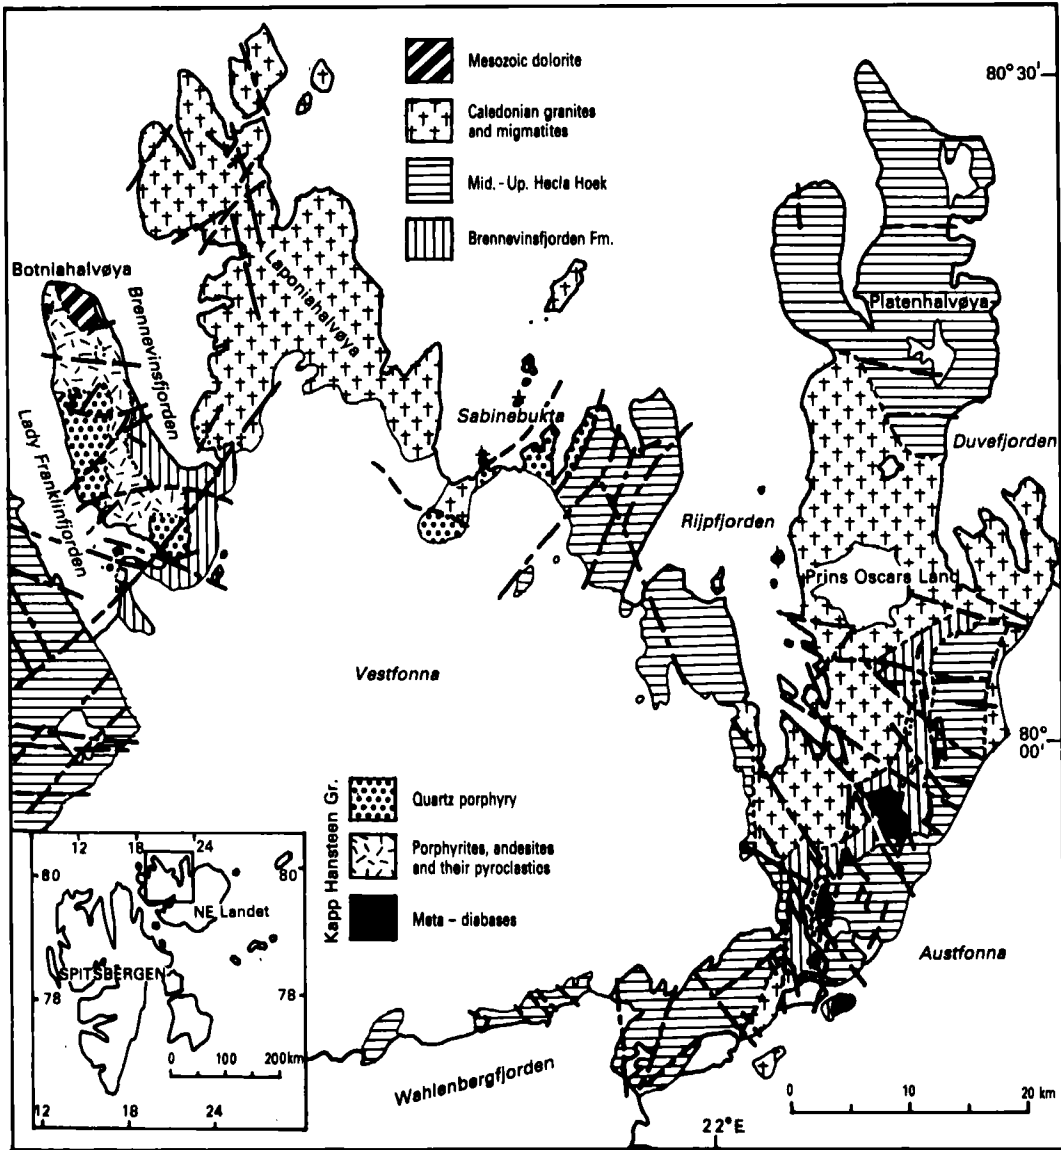 Mesozoic dolorite
80° 30'
Caledonian granites
and migmatites
Mid.-Up. Hecla Hoek
Brennevinsfjorden Fm.
Botniahalvøya
Brennevinsfjorden
Laponiahalvøya
Platenhalvøya
Lady Franklinfjorden
Sabinebukta
Duvefjorden
Rijpfjorden
Prins Oscars Land
Vestfonna
80°
00'
Kapp Hansteen Gr.
Quartz porphyry
Porphyrites, andesites
and their pyroclastics
Meta - diabases
12 18 24
80 80
NE Landet
SPITSBERGEN
78 78
0 100 200km
12 18 24
Austfonna
Wahlenbergfjorden
0 10 20 km
22°E